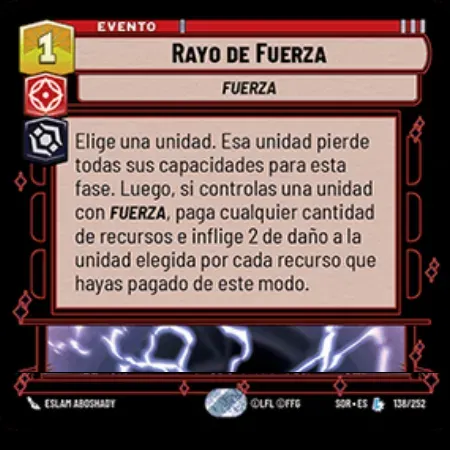 EVENTO
1
RAYO DE FUERZA
FUERZA
Elige una unidad. Esa unidad pierde
todas sus capacidades para esta
fase. Luego, si controlas una unidad
con FUERZA, paga cualquier cantidad
de recursos e inflige 2 de daño a la
unidad elegida por cada recurso que
hayas pagado de este modo.
ESLAM ABOSHADY ©LFL ©FFG SOR•ES 138/252